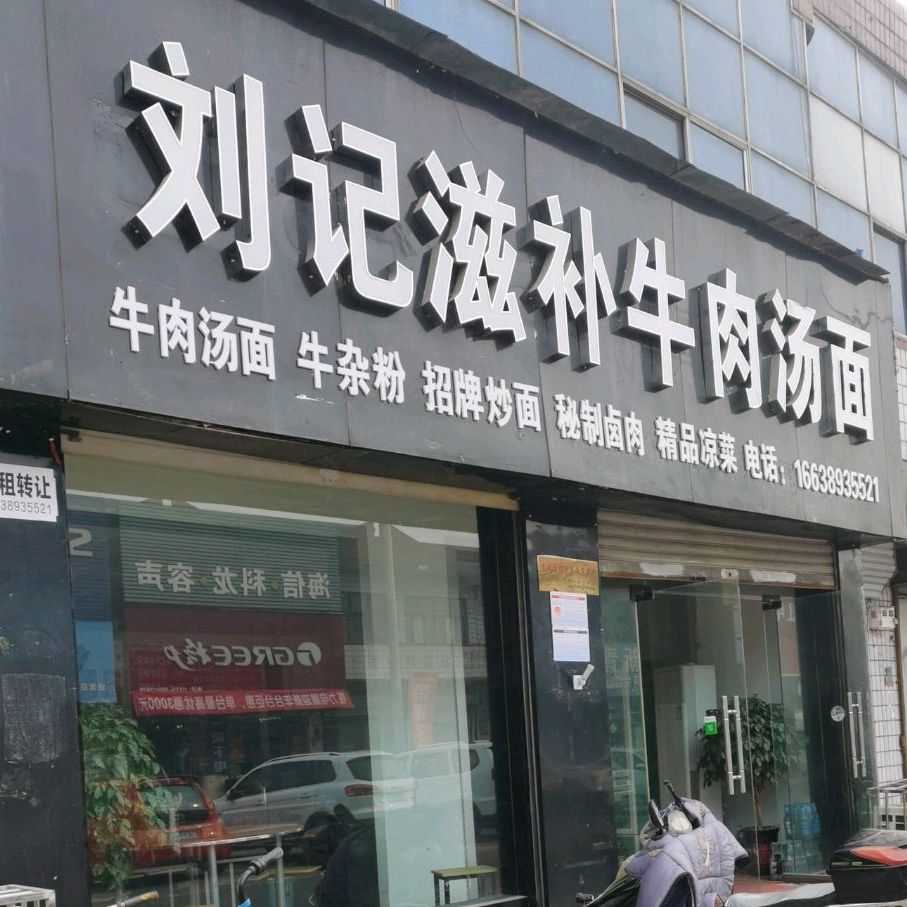 刘记滋补牛肉汤面
牛肉汤面 牛杂粉 招牌炒面 秘制卤肉 精品凉菜 电话：16638935521
租转让
38935521
海信·科龙·容声
GREE格力